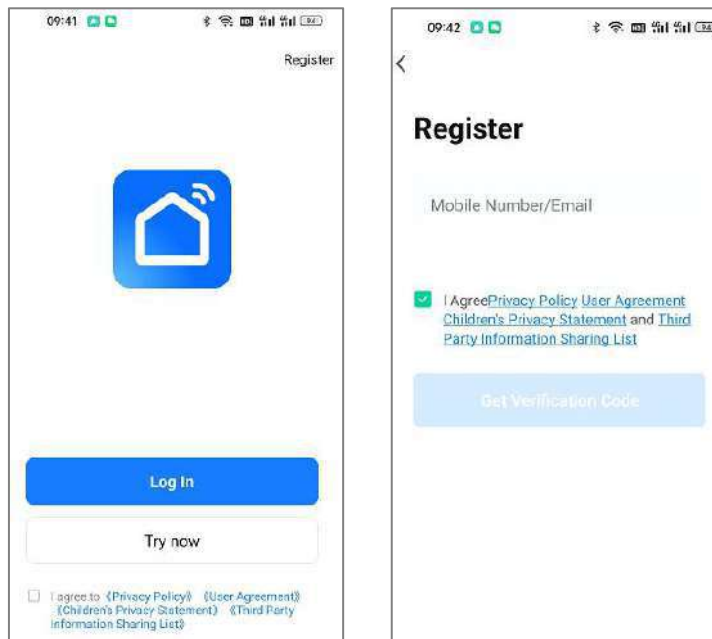 09:41
Register
Log In
Try now
I agree to 《Privacy Policy》 《User Agreement》
《Children's Privacy Statement》 《Third Party
Information Sharing List》
09:42
Register
Mobile Number/Email
I AgreePrivacy Policy User Agreement
Children's Privacy Statement and Third
Party Information Sharing List
Get Verification Code